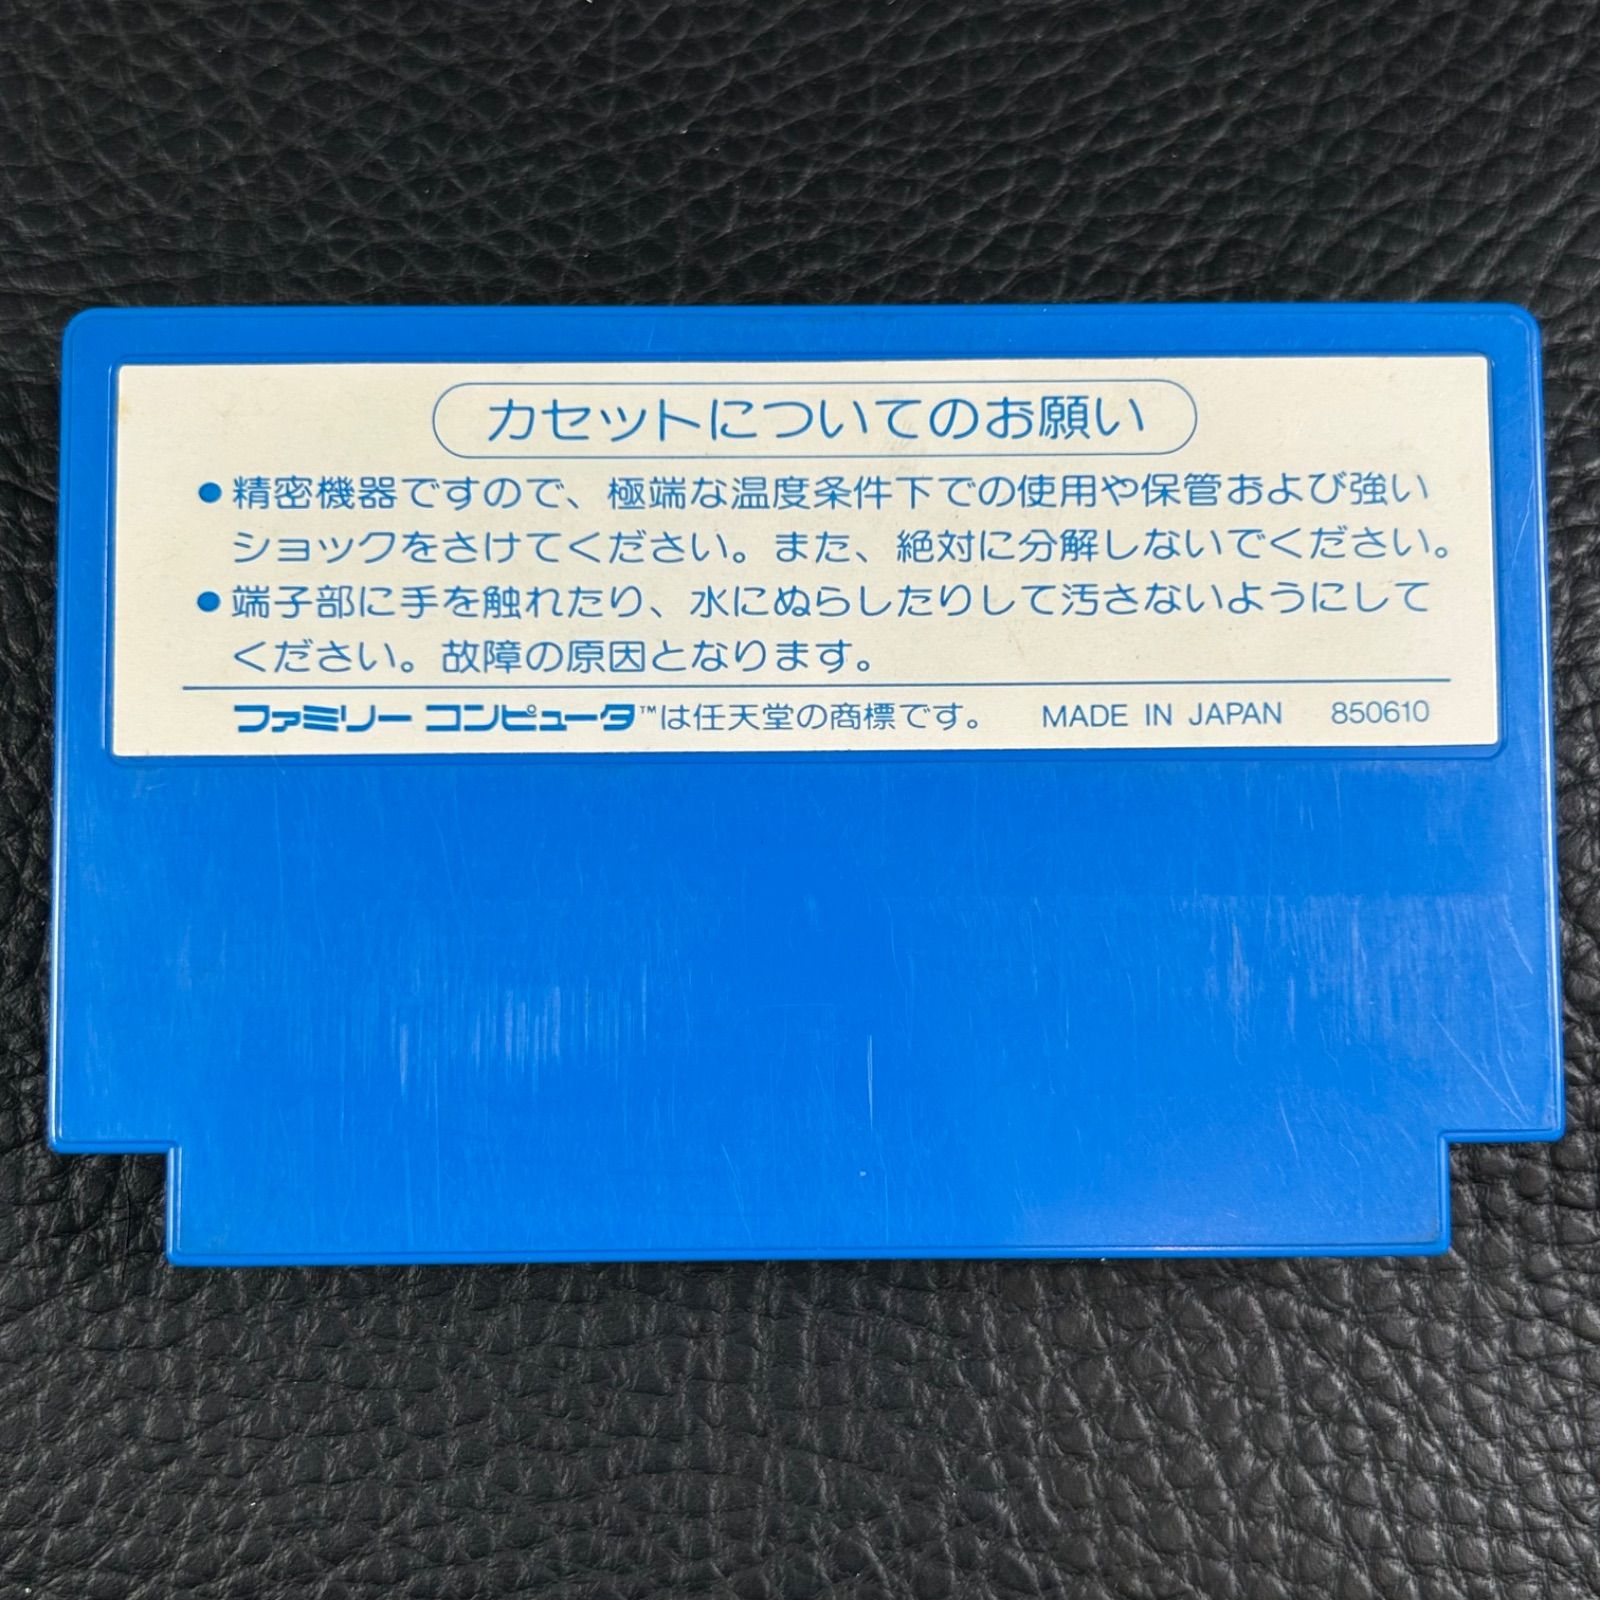 カセットについてのお願い
●精密機器ですので、極端な温度条件下での使用や保管および強い
ショックをさけてください。また、絶対に分解しないでください。
●端子部に手を触れたり、水にぬらしたりして汚さないようにして
ください。故障の原因となります。
ファミリー コンピュータ™は任天堂の商標です。 MADE IN JAPAN 850610